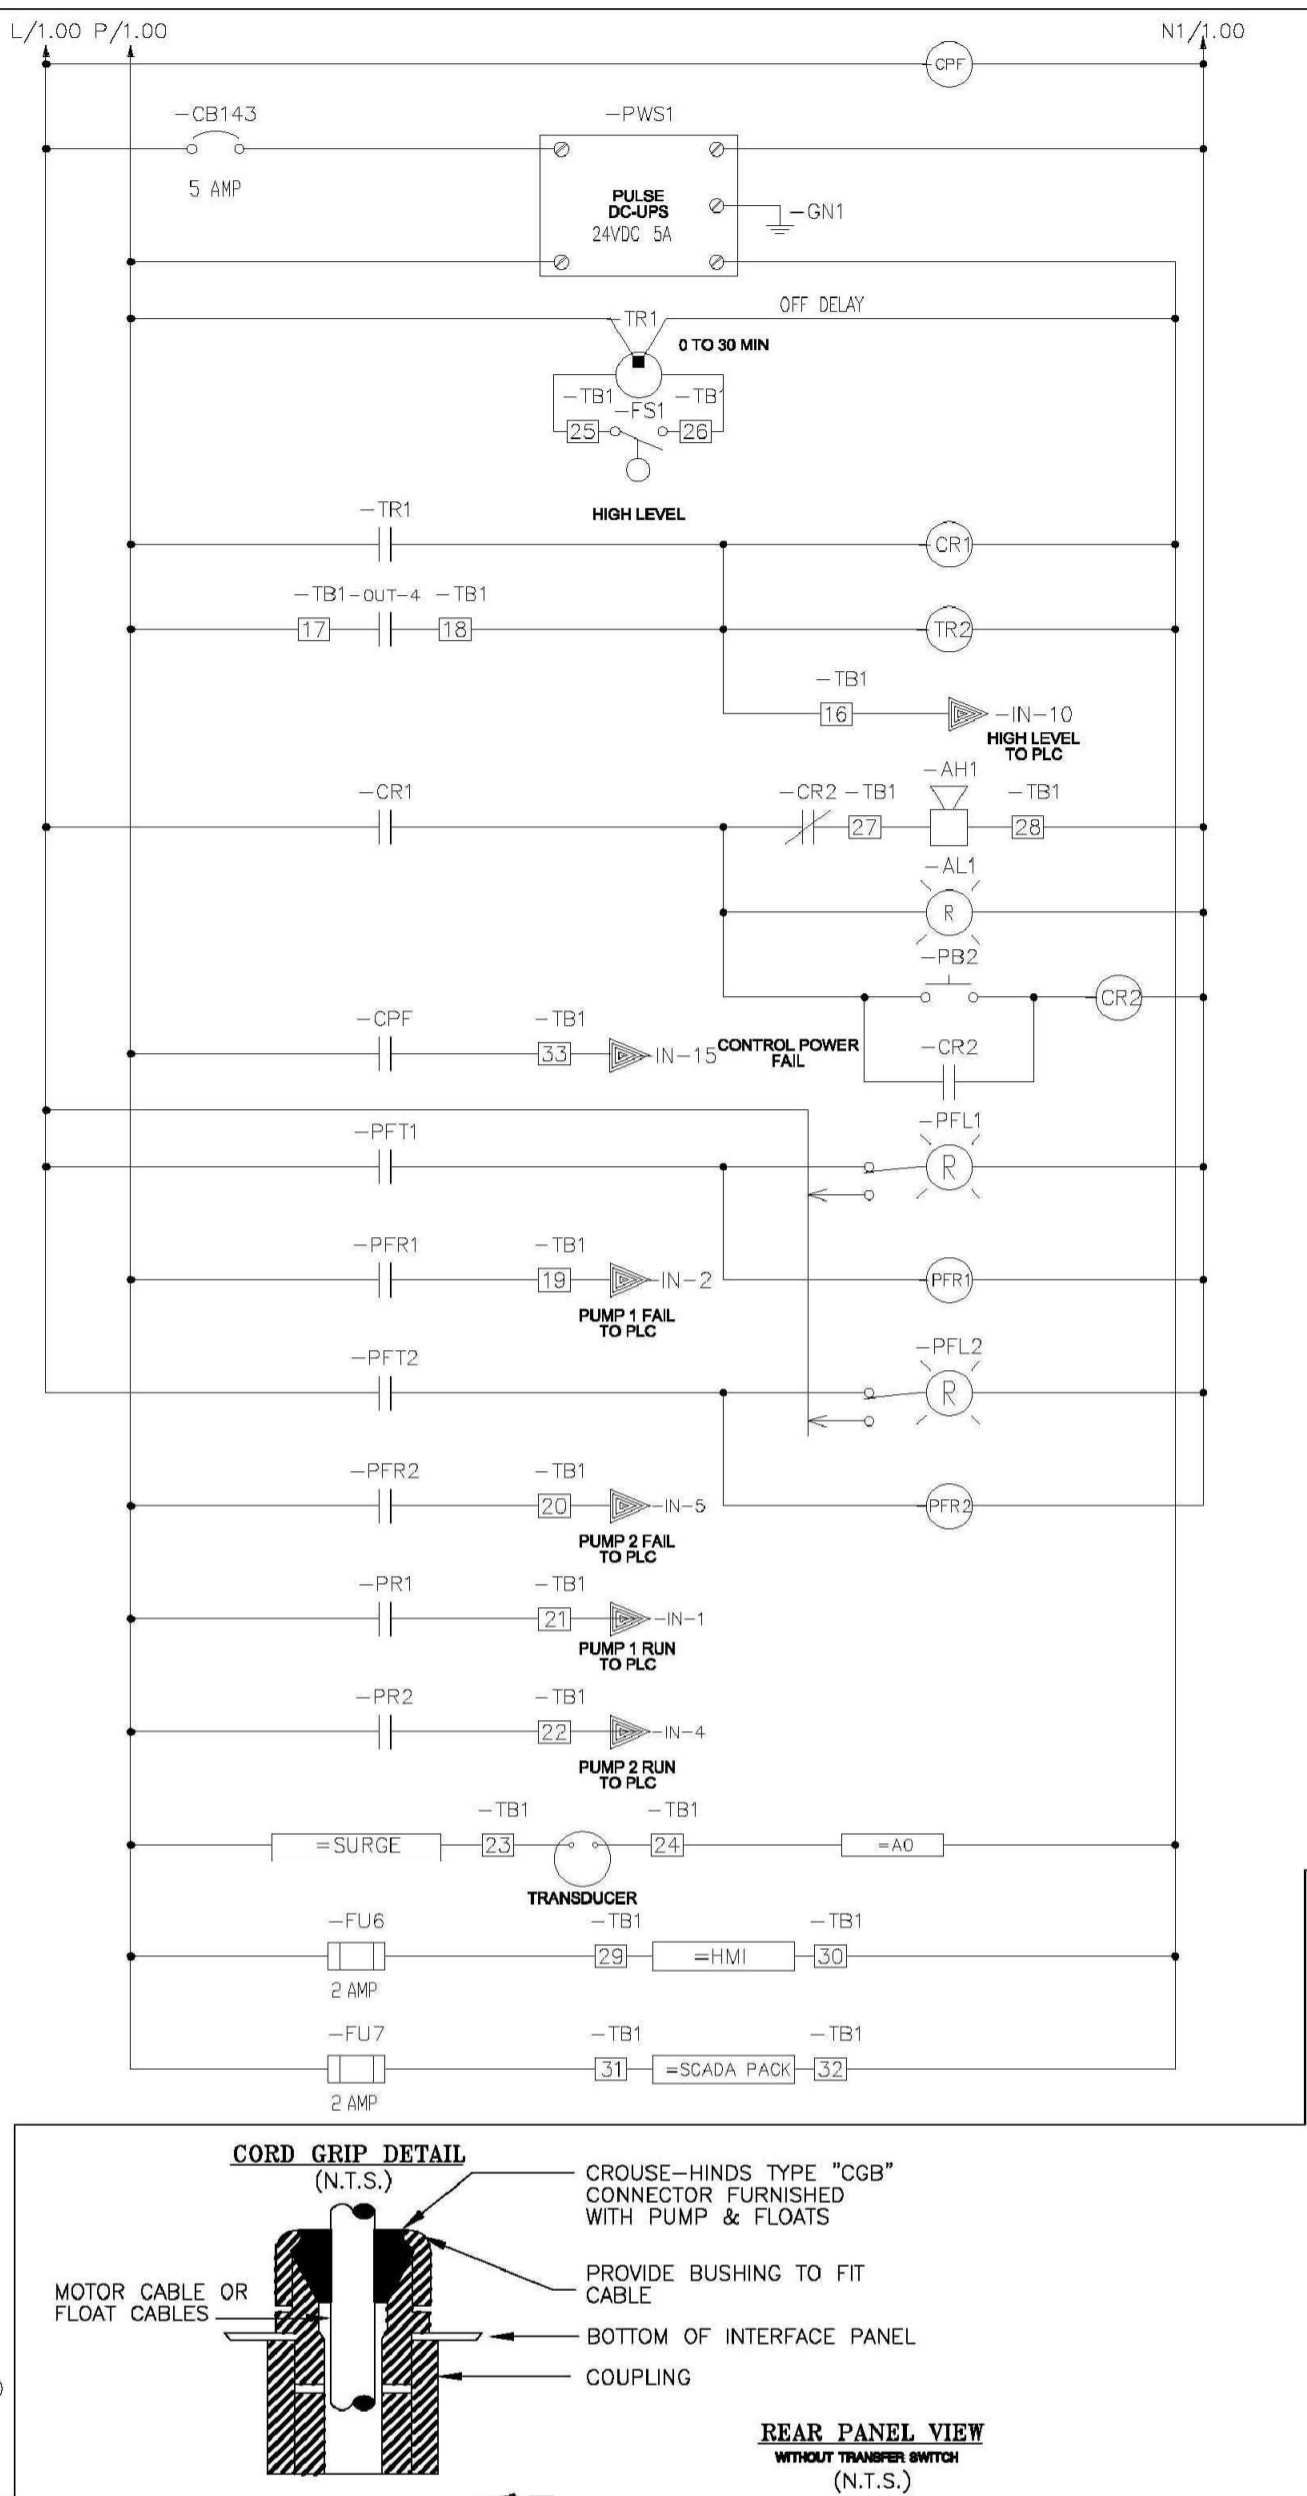 L/1.00 P/1.00 N1/1.00
CPF
-CB143 -PWS1
5 AMP
PULSE
DC-UPS
24VDC 5A
-GN1
TR1 OFF DELAY
0 TO 30 MIN
-TB1 -FS1 -TB1
25 26
HIGH LEVEL
-TR1
CR1
-TB1 -OUT-4 -TB1
17 18 TR2
-TB1
16 -IN-10
HIGH LEVEL
TO PLC
-AH1
-CR1 -CR2 -TB1 -TB1
27 28
-AL1
R
-PB2
CR2
-CPF -TB1
33 -IN-15 CONTROL POWER
FAIL
-CR2
-PFL1
-PFT1
R
-PFR1 -TB1
19 -IN-2 PFR1
PUMP 1 FAIL
TO PLC
-PFL2
-PFT2
R
-PFR2 -TB1
20 -IN-5 PFR2
PUMP 2 FAIL
TO PLC
-PR1 -TB1
21 -IN-1
PUMP 1 RUN
TO PLC
-PR2 -TB1
22 -IN-4
PUMP 2 RUN
TO PLC
-TB1 -TB1
=SURGE 23 24 =A0
TRANSDUCER
-FU6 -TB1 -TB1
29 =HMI 30
2 AMP
-FU7 -TB1 -TB1
31 =SCADA PACK 32
2 AMP
CORD GRIP DETAIL
(N.T.S.)
CROUSE-HINDS TYPE "CGB"
CONNECTOR FURNISHED
WITH PUMP & FLOATS
PROVIDE BUSHING TO FIT
CABLE
MOTOR CABLE OR
FLOAT CABLES
BOTTOM OF INTERFACE PANEL
COUPLING
REAR PANEL VIEW
WITHOUT TRANSFER SWITCH
(N.T.S.)